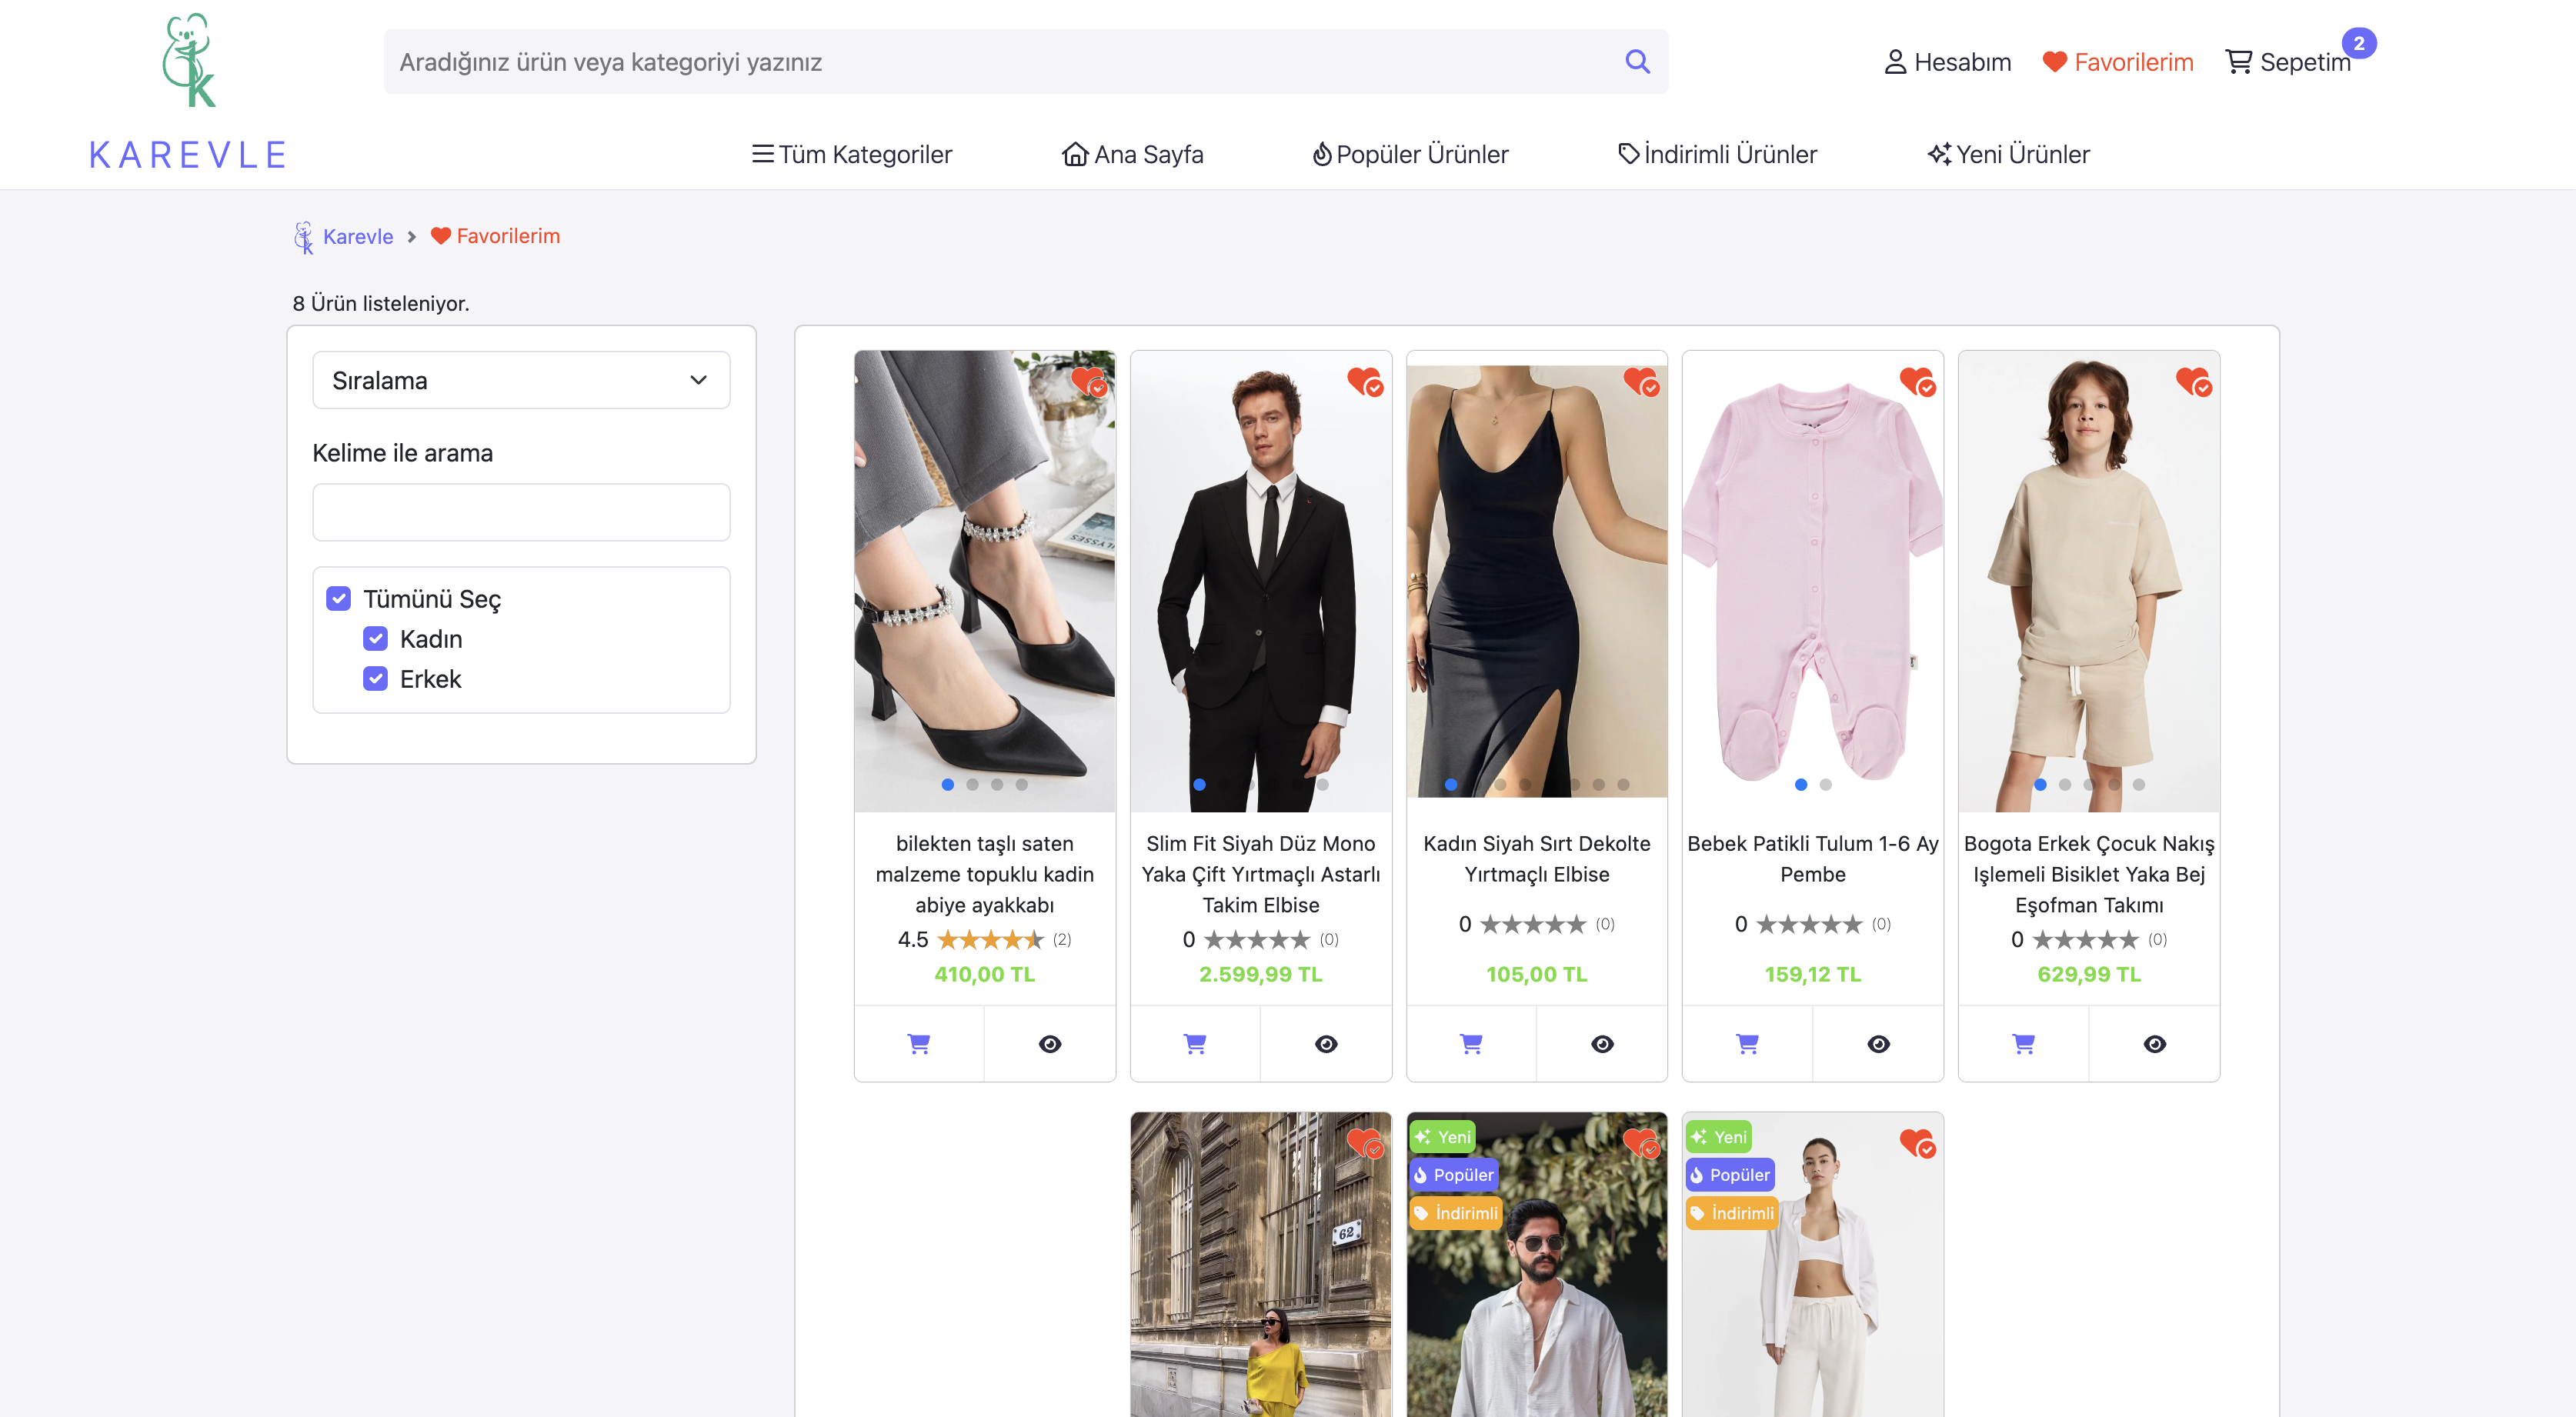 Aradığınız ürün veya kategoriyi yazınız
Hesabım
Favorilerim
Sepetim
2
k
KAREVLE
Tüm Kategoriler
Ana Sayfa
Popüler Ürünler
İndirimli Ürünler
Yeni Ürünler
Karevle
Favorilerim
8 Ürün listeleniyor.
Sıralama
Kelime ile arama
Tümünü Seç
Kadın
Erkek
ULYSSES
bilekten taşlı saten
malzeme topuklu kadin
abiye ayakkabı
4.5 (2)
410,00 TL
Slim Fit Siyah Düz Mono
Yaka Çift Yırtmaçlı Astarlı
Takim Elbise
0 (0)
2.599,99 TL
Kadın Siyah Sırt Dekolte
Yırtmaçlı Elbise
0 (0)
105,00 TL
Bebek Patikli Tulum 1-6 Ay
Pembe
0 (0)
159,12 TL
Bogota Erkek Çocuk Nakış
Işlemeli Bisiklet Yaka Bej
Eşofman Takımı
0 (0)
629,99 TL
62
Yeni
Popüler
İndirimli
Yeni
Popüler
İndirimli